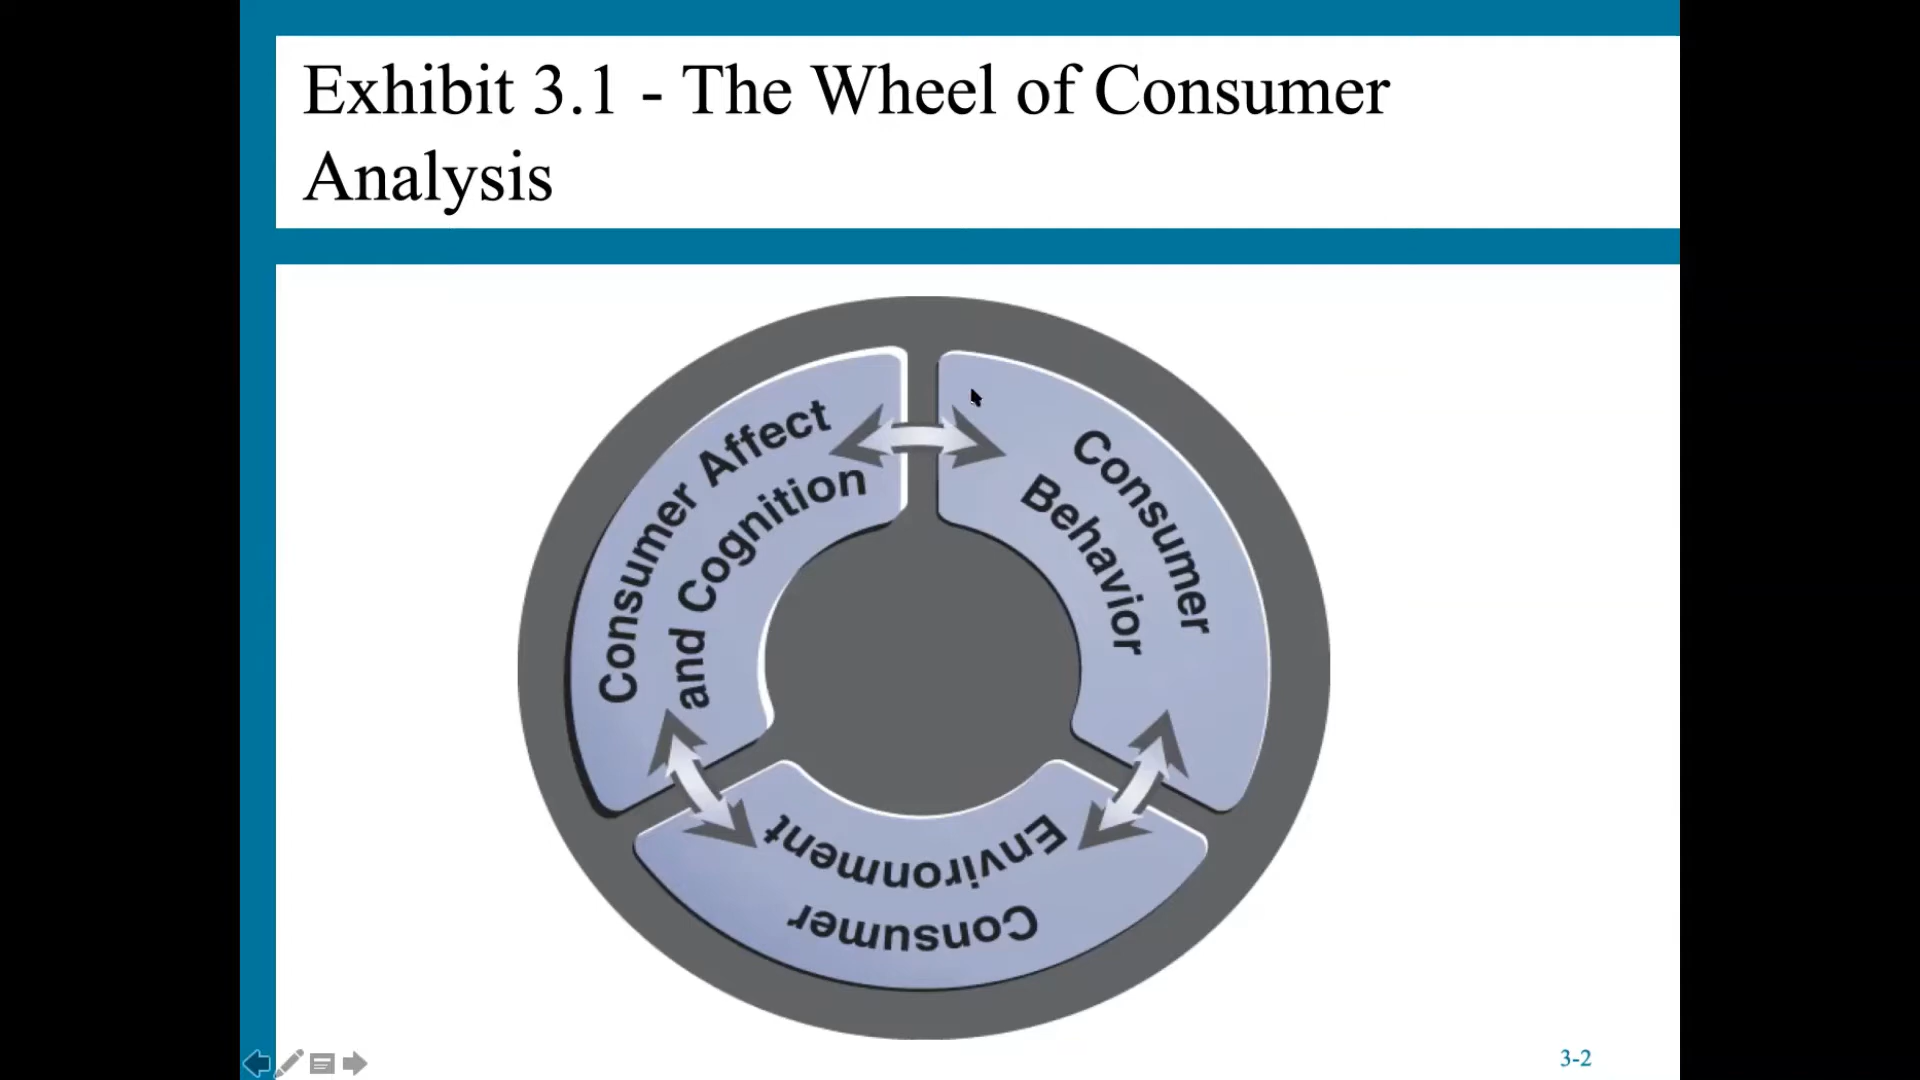 Exhibit 3.1 - The Wheel of Consumer
Analysis
Consumer Affect
and Cognition
Consumer
Behavior
Consumer
Environment
3-2